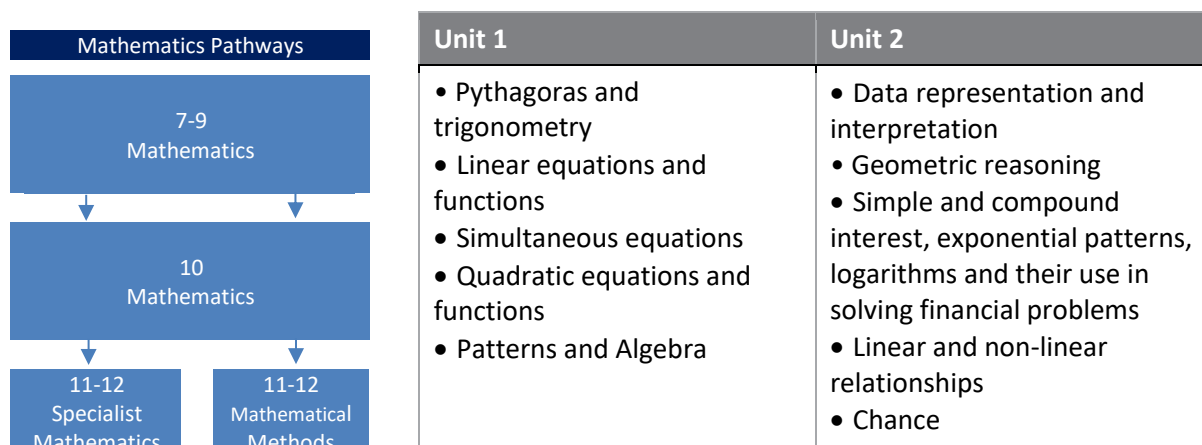 Mathematics Pathways
7-9
Mathematics
10
Mathematics
11-12
Specialist
Mathematics
11-12
Mathematical
Methods
Unit 1
• Pythagoras and
trigonometry
• Linear equations and
functions
• Simultaneous equations
• Quadratic equations and
functions
• Patterns and Algebra
Unit 2
• Data representation and
interpretation
• Geometric reasoning
• Simple and compound
interest, exponential patterns,
logarithms and their use in
solving financial problems
• Linear and non-linear
relationships
• Chance